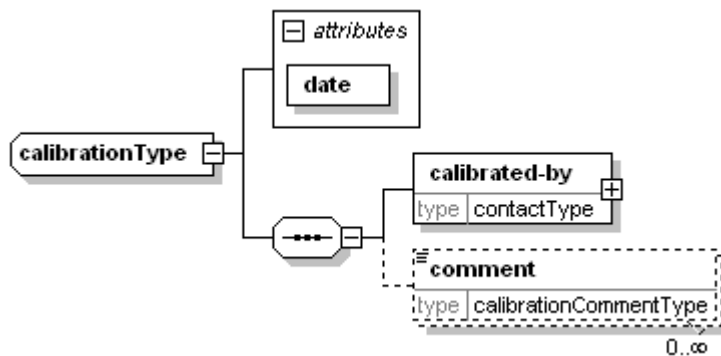 attributes
date
calibrationType
calibrated-by
type contactType
comment
type calibrationCommentType
0..∞